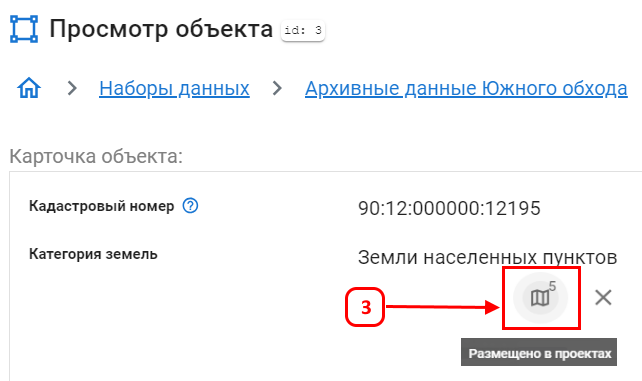 Просмотр объекта id: 3
Наборы данных > Архивные данные Южного обхода
Карточка объекта:
Кадастровый номер ? 90:12:000000:12195
Категория земель Земли населенных пунктов
5
3
Размещено в проектах